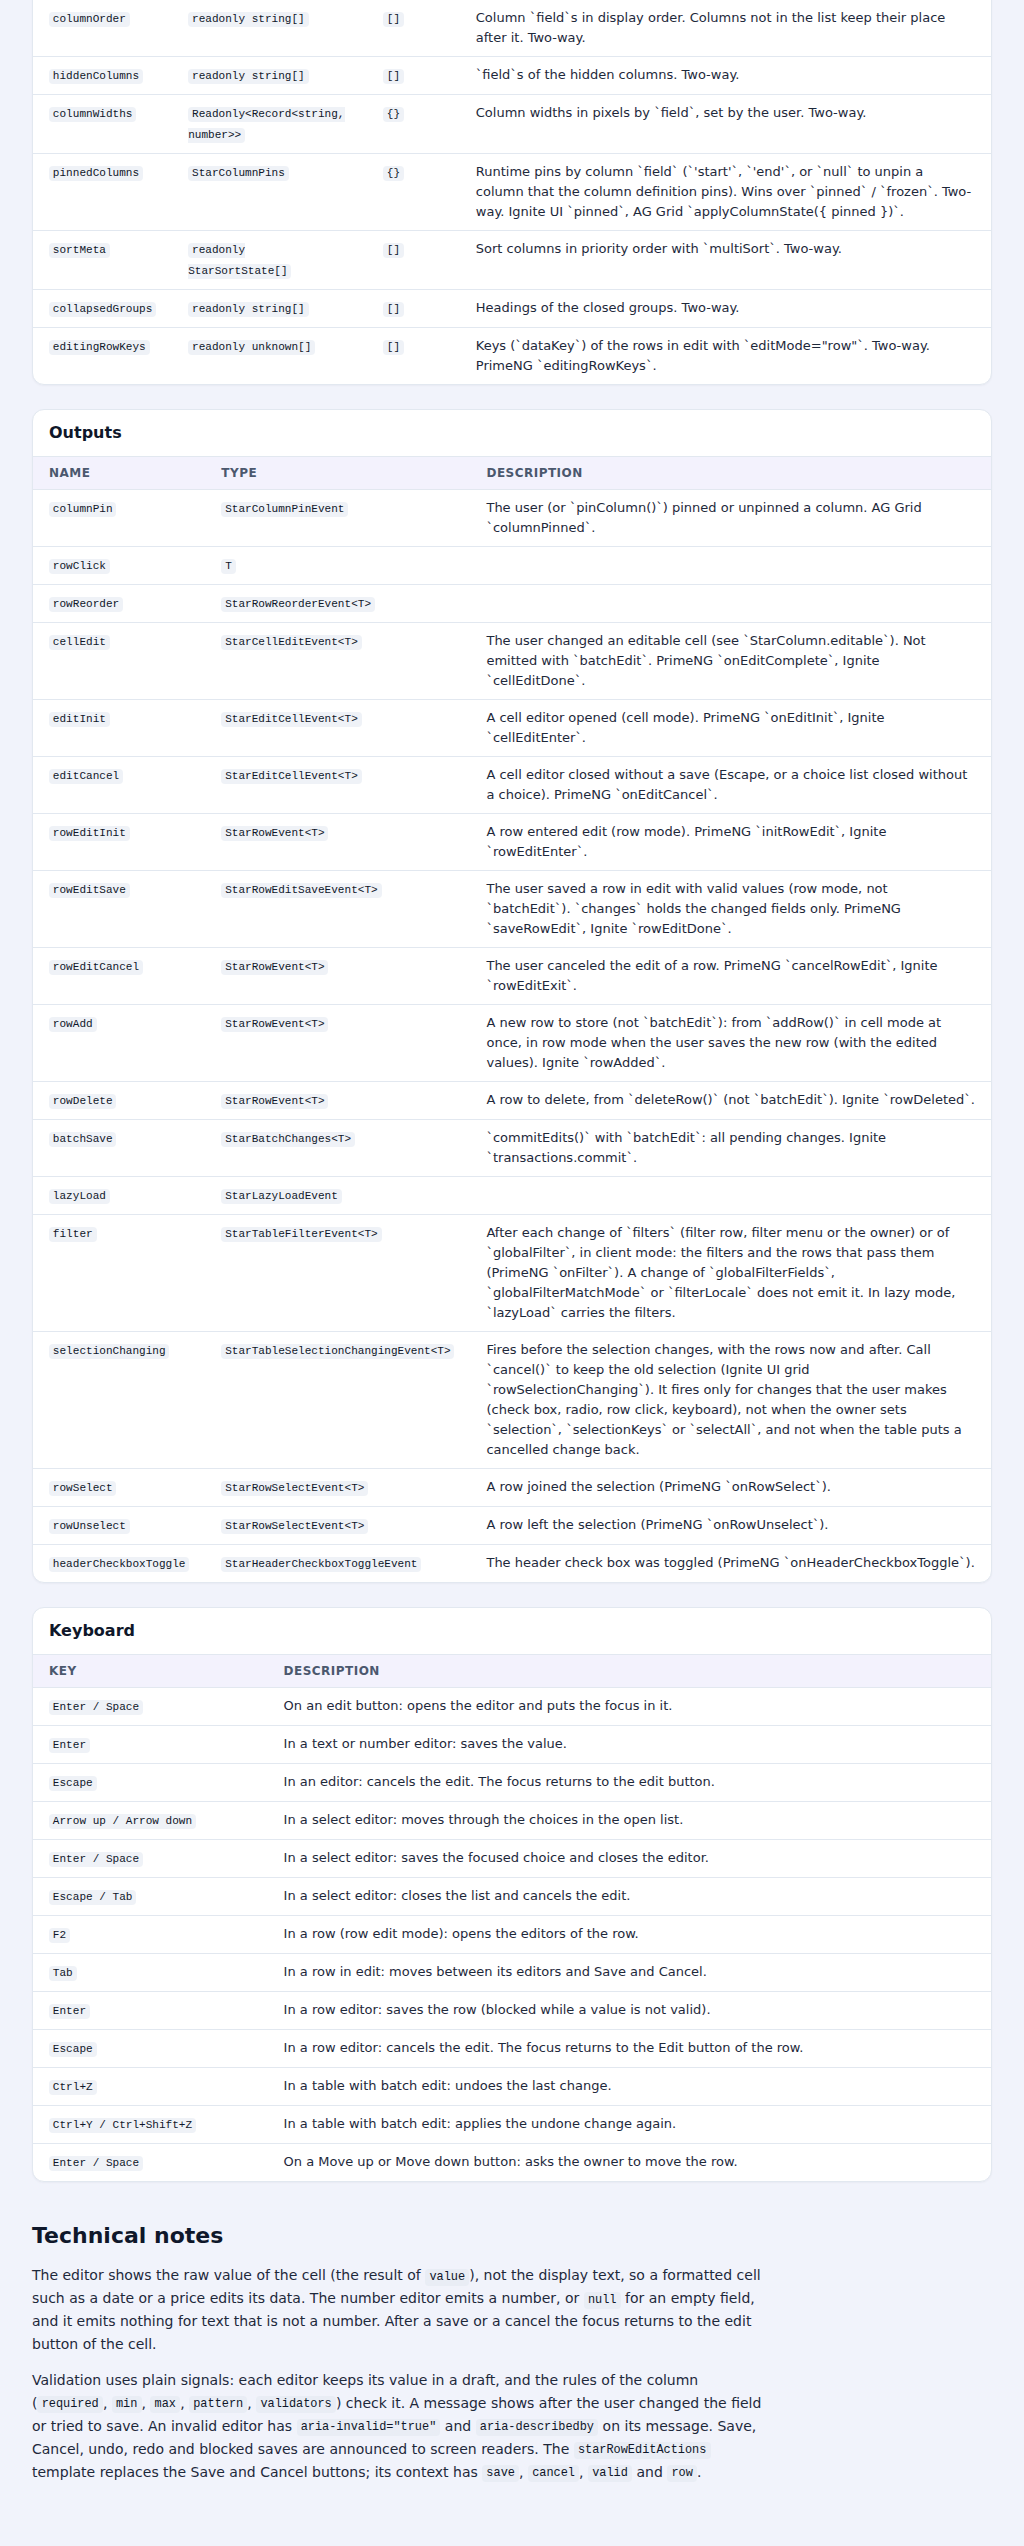 columnOrder readonly string[] [] Column `field`s in display order. Columns not in the list keep their place
after it. Two-way.
hiddenColumns readonly string[] [] `field`s of the hidden columns. Two-way.
columnWidths Readonly<Record<string, {} Column widths in pixels by `field`, set by the user. Two-way.
number>>
pinnedColumns StarColumnPins {} Runtime pins by column `field` (`'start'`, `'end'`, or `null` to unpin a
column that the column definition pins). Wins over `pinned` / `frozen`. Two-
way. Ignite UI `pinned`, AG Grid `applyColumnState({ pinned })`.
sortMeta readonly [] Sort columns in priority order with `multiSort`. Two-way.
StarSortState[]
collapsedGroups readonly string[] [] Headings of the closed groups. Two-way.
editingRowKeys readonly unknown[] [] Keys (`dataKey`) of the rows in edit with `editMode="row"`. Two-way.
PrimeNG `editingRowKeys`.
Outputs
NAME TYPE DESCRIPTION
columnPin StarColumnPinEvent The user (or `pinColumn()`) pinned or unpinned a column. AG Grid
`columnPinned`.
rowClick T
rowReorder StarRowReorderEvent<T>
cellEdit StarCellEditEvent<T> The user changed an editable cell (see `StarColumn.editable`). Not
emitted with `batchEdit`. PrimeNG `onEditComplete`, Ignite
`cellEditDone`.
editInit StarEditCellEvent<T> A cell editor opened (cell mode). PrimeNG `onEditInit`, Ignite
`cellEditEnter`.
editCancel StarEditCellEvent<T> A cell editor closed without a save (Escape, or a choice list closed without
a choice). PrimeNG `onEditCancel`.
rowEditInit StarRowEvent<T> A row entered edit (row mode). PrimeNG `initRowEdit`, Ignite
`rowEditEnter`.
rowEditSave StarRowEditSaveEvent<T> The user saved a row in edit with valid values (row mode, not
`batchEdit`). `changes` holds the changed fields only. PrimeNG
`saveRowEdit`, Ignite `rowEditDone`.
rowEditCancel StarRowEvent<T> The user canceled the edit of a row. PrimeNG `cancelRowEdit`, Ignite
`rowEditExit`.
rowAdd StarRowEvent<T> A new row to store (not `batchEdit`): from `addRow()` in cell mode at
once, in row mode when the user saves the new row (with the edited
values). Ignite `rowAdded`.
rowDelete StarRowEvent<T> A row to delete, from `deleteRow()` (not `batchEdit`). Ignite `rowDeleted`.
batchSave StarBatchChanges<T> `commitEdits()` with `batchEdit`: all pending changes. Ignite
`transactions.commit`.
lazyLoad StarLazyLoadEvent
filter StarTableFilterEvent<T> After each change of `filters` (filter row, filter menu or the owner) or of
`globalFilter`, in client mode: the filters and the rows that pass them
(PrimeNG `onFilter`). A change of `globalFilterFields`,
`globalFilterMatchMode` or `filterLocale` does not emit it. In lazy mode,
`lazyLoad` carries the filters.
selectionChanging StarTableSelectionChangingEvent<T> Fires before the selection changes, with the rows now and after. Call
`cancel()` to keep the old selection (Ignite UI grid
`rowSelectionChanging`). It fires only for changes that the user makes
(check box, radio, row click, keyboard), not when the owner sets
`selection`, `selectionKeys` or `selectAll`, and not when the table puts a
cancelled change back.
rowSelect StarRowSelectEvent<T> A row joined the selection (PrimeNG `onRowSelect`).
rowUnselect StarRowSelectEvent<T> A row left the selection (PrimeNG `onRowUnselect`).
headerCheckboxToggle StarHeaderCheckboxToggleEvent The header check box was toggled (PrimeNG `onHeaderCheckboxToggle`).
Keyboard
KEY DESCRIPTION
Enter / Space On an edit button: opens the editor and puts the focus in it.
Enter In a text or number editor: saves the value.
Escape In an editor: cancels the edit. The focus returns to the edit button.
Arrow up / Arrow down In a select editor: moves through the choices in the open list.
Enter / Space In a select editor: saves the focused choice and closes the editor.
Escape / Tab In a select editor: closes the list and cancels the edit.
F2 In a row (row edit mode): opens the editors of the row.
Tab In a row in edit: moves between its editors and Save and Cancel.
Enter In a row editor: saves the row (blocked while a value is not valid).
Escape In a row editor: cancels the edit. The focus returns to the Edit button of the row.
Ctrl+Z In a table with batch edit: undoes the last change.
Ctrl+Y / Ctrl+Shift+Z In a table with batch edit: applies the undone change again.
Enter / Space On a Move up or Move down button: asks the owner to move the row.
Technical notes
The editor shows the raw value of the cell (the result of value), not the display text, so a formatted cell
such as a date or a price edits its data. The number editor emits a number, or null for an empty field,
and it emits nothing for text that is not a number. After a save or a cancel the focus returns to the edit
button of the cell.
Validation uses plain signals: each editor keeps its value in a draft, and the rules of the column
(required, min, max, pattern, validators) check it. A message shows after the user changed the field
or tried to save. An invalid editor has aria-invalid="true" and aria-describedby on its message. Save,
Cancel, undo, redo and blocked saves are announced to screen readers. The starRowEditActions
template replaces the Save and Cancel buttons; its context has save, cancel, valid and row.